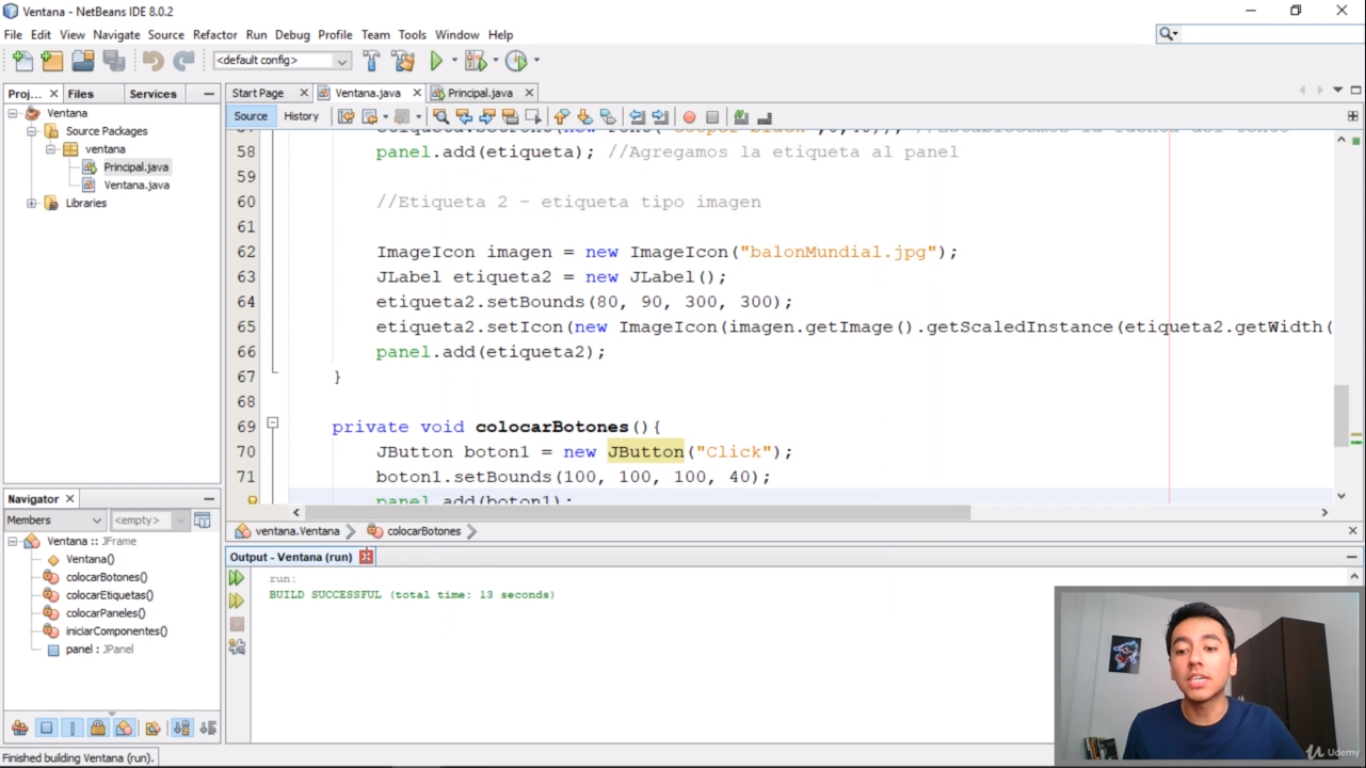 Ventana - NetBeans IDE 8.0.2
File Edit View Navigate Source Refactor Run Debug Profile Team Tools Window Help
<default config>
Proj... Files Services
Start Page Ventana.java Principal.java
Source History
Ventana
Source Packages
ventana
Principal.java
Ventana.java
Libraries
58 panel.add(etiqueta); //Agregamos la etiqueta al panel
59
60 //Etiqueta 2 - etiqueta tipo imagen
61
62 ImageIcon imagen = new ImageIcon("balonMundial.jpg");
63 JLabel etiqueta2 = new JLabel();
64 etiqueta2.setBounds(80, 90, 300, 300);
65 etiqueta2.setIcon(new ImageIcon(imagen.getImage().getScaledInstance(etiqueta2.getWidth(
66 panel.add(etiqueta2);
67 }
68
69 private void colocarBotones(){
70 JButton boton1 = new JButton("Click");
71 boton1.setBounds(100, 100, 100, 40);
panel.add(boton1);
ventana.Ventana colocarBotones
Navigator
Members <empty>
Ventana :: JFrame
Ventana()
colocarBotones()
colocarEtiquetas()
colocarPaneles()
iniciarComponentes()
panel : JPanel
Output - Ventana (run)
run:
BUILD SUCCESSFUL (total time: 13 seconds)
Finished building Ventana (run).
Udemy